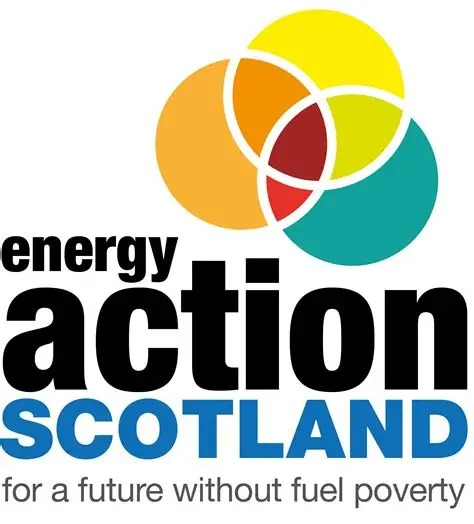 energy
action
SCOTLAND
for a future without fuel poverty